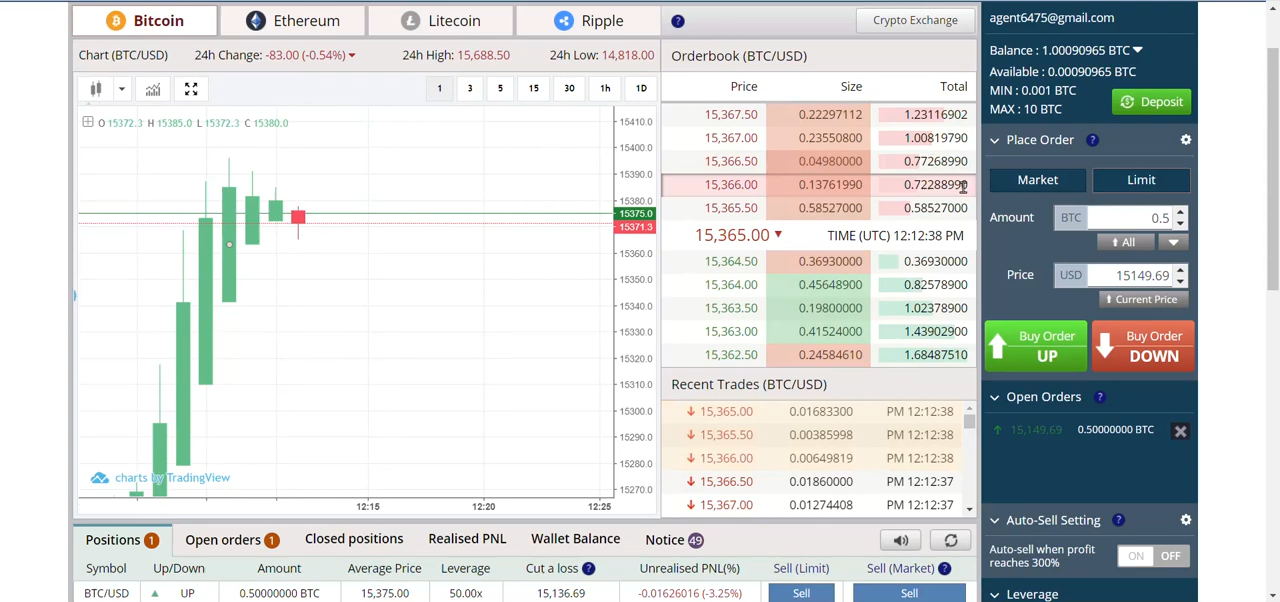 Bitcoin Ethereum Litecoin Ripple Crypto Exchange
agent6475@gmail.com
Chart (BTC/USD) 24h Change: -83.00 (-0.54%) 24h High: 15,688.50 24h Low: 14,818.00
1 3 5 15 30 1h 1D
O 15372.3 H 15385.0 L 15372.3 C 15380.0
15410.0
15400.0
15390.0
15380.0
15375.0
15371.3
15360.0
15350.0
15340.0
15330.0
15320.0
15310.0
15300.0
15290.0
15280.0
15270.0
charts by TradingView
12:15 12:20 12:25
Orderbook (BTC/USD)
Price Size Total
15,367.50 0.22297112 1.23116902
15,367.00 0.23550800 1.00819790
15,366.50 0.04980000 0.77268990
15,366.00 0.13761990 0.72288990
15,365.50 0.58527000 0.58527000
15,365.00 TIME (UTC) 12:12:38 PM
15,364.50 0.36930000 0.36930000
15,364.00 0.45648900 0.82578900
15,363.50 0.19800000 1.02378900
15,363.00 0.41524000 1.43902900
15,362.50 0.24584610 1.68487510
Recent Trades (BTC/USD)
15,365.00 0.01683300 PM 12:12:38
15,365.50 0.00385998 PM 12:12:38
15,366.00 0.00649819 PM 12:12:38
15,366.50 0.01860000 PM 12:12:37
15,367.00 0.01274408 PM 12:12:37
Balance : 1.00090965 BTC
Available : 0.00090965 BTC
MIN : 0.001 BTC
MAX : 10 BTC
Deposit
Place Order
Market Limit
Amount BTC 0.5
All
Price USD 15149.69
Current Price
Buy Order UP
Buy Order DOWN
Open Orders
15,149.69 0.50000000 BTC
Auto-Sell Setting
Auto-sell when profit
reaches 300%
ON OFF
Leverage
Positions 1 Open orders 1 Closed positions Realised PNL Wallet Balance Notice 49
Symbol Up/Down Amount Average Price Leverage Cut a loss Unrealised PNL(%) Sell (Limit) Sell (Market)
BTC/USD UP 0.50000000 BTC 15,375.00 50.00x 15,136.69 -0.01626016 (-3.25%) Sell Sell